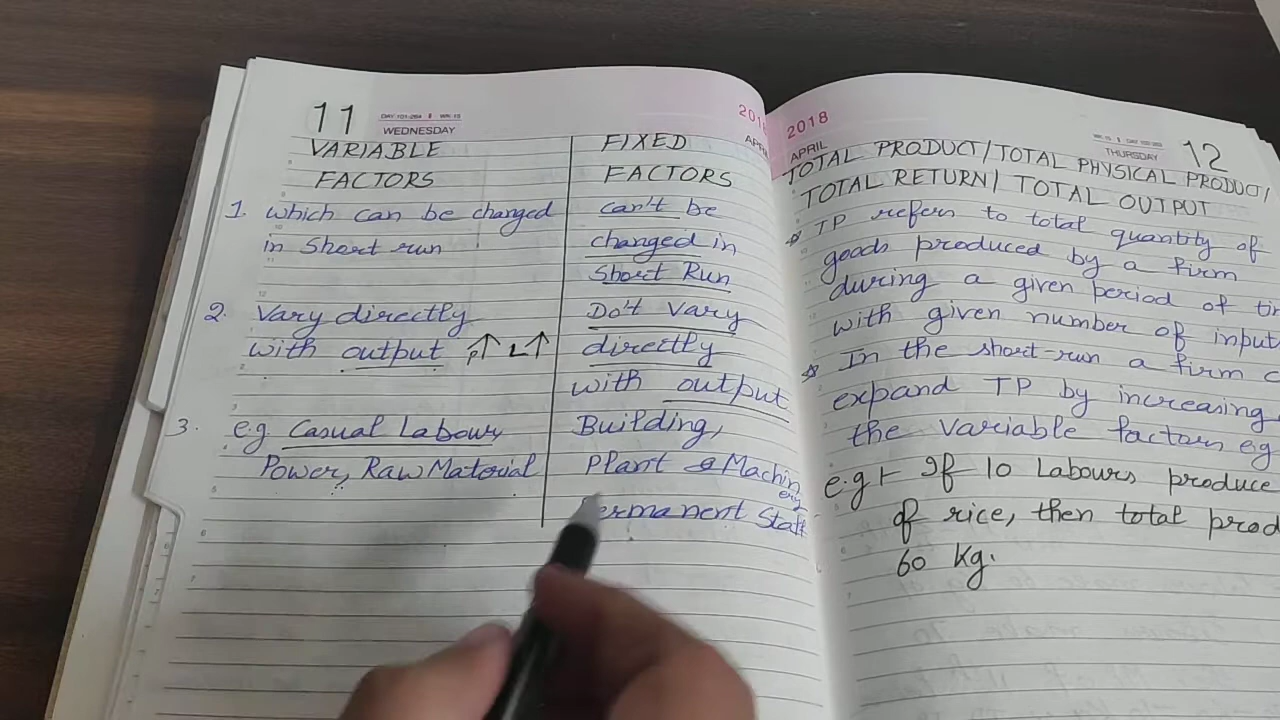 11
WEDNESDAY
2018
APRIL
VARIABLE
FACTORS
FIXED
FACTORS
1. which can be changed
in Short run
can't be
changed in
Short Run
2. Vary directly
with output P↑ L↑
Do't Vary
directly
with output
3. eg Casual Labour,
Power, Raw Material
Building,
Plant & Machinery
Permanent Staff
2018
APRIL
THURSDAY
12
TOTAL PRODUCT/TOTAL PHYSICAL PRODUCT/
TOTAL RETURN/ TOTAL OUTPUT
TP refers to total quantity of
goods produced by a firm
during a given period of
with given number of input
In the short-run a firm
expand TP by increasing
the variable factors eg
e.g:- If 10 Labours produce
of rice, then total prod
60 Kg.